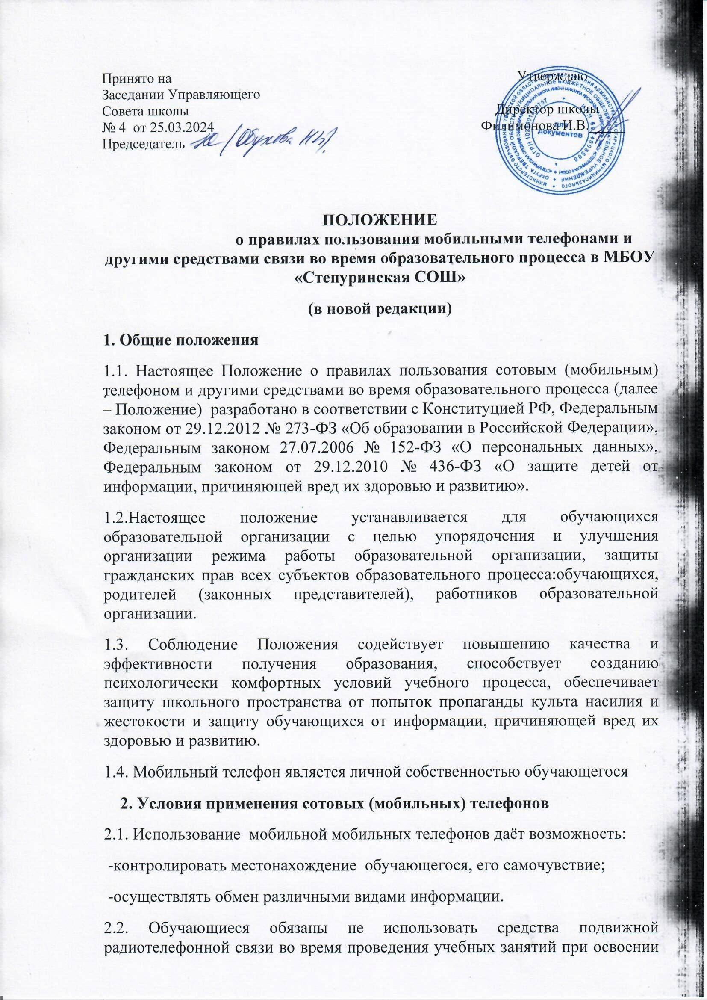 Принято на
Заседании Управляющего
Совета школы
№ 4  от 25.03.2024
Председатель /Обухова Н.В./
Утверждаю
Директор школы
Филимонова И.В.
для
документов
ПОЛОЖЕНИЕ
о правилах пользования мобильными телефонами и
другими средствами связи во время образовательного процесса в МБОУ
«Степуринская СОШ»
(в новой редакции)
1. Общие положения
1.1. Настоящее Положение о правилах пользования сотовым (мобильным)
телефоном и другими средствами во время образовательного процесса (далее
– Положение)  разработано в соответствии с Конституцией РФ, Федеральным
законом от 29.12.2012 № 273-ФЗ «Об образовании в Российской Федерации»,
Федеральным законом 27.07.2006 № 152-ФЗ «О персональных данных»,
Федеральным законом от 29.12.2010 № 436-ФЗ «О защите детей от
информации, причиняющей вред их здоровью и развитию».
1.2.Настоящее положение устанавливается для обучающихся
образовательной организации с целью упорядочения и улучшения
организации режима работы образовательной организации, защиты
гражданских прав всех субъектов образовательного процесса:обучающихся,
родителей (законных представителей), работников образовательной
организации.
1.3. Соблюдение Положения содействует повышению качества и
эффективности получения образования, способствует созданию
психологически комфортных условий учебного процесса, обеспечивает
защиту школьного пространства от попыток пропаганды культа насилия и
жестокости и защиту обучающихся от информации, причиняющей вред их
здоровью и развитию.
1.4. Мобильный телефон является личной собственностью обучающегося
2. Условия применения сотовых (мобильных) телефонов
2.1. Использование  мобильной мобильных телефонов даёт возможность:
-контролировать местонахождение  обучающегося, его самочувствие;
-осуществлять обмен различными видами информации.
2.2. Обучающиеся обязаны не использовать средства подвижной
радиотелефонной связи во время проведения учебных занятий при освоении